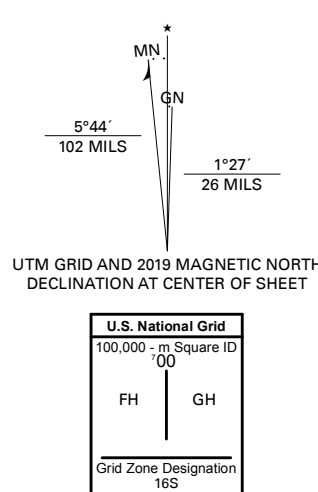 ★
MN
GN
5°44´
102 MILS
1°27´
26 MILS
UTM GRID AND 2019 MAGNETIC NORTH
DECLINATION AT CENTER OF SHEET
U.S. National Grid
100,000 - m Square ID
⁷00
FH GH
Grid Zone Designation
16S